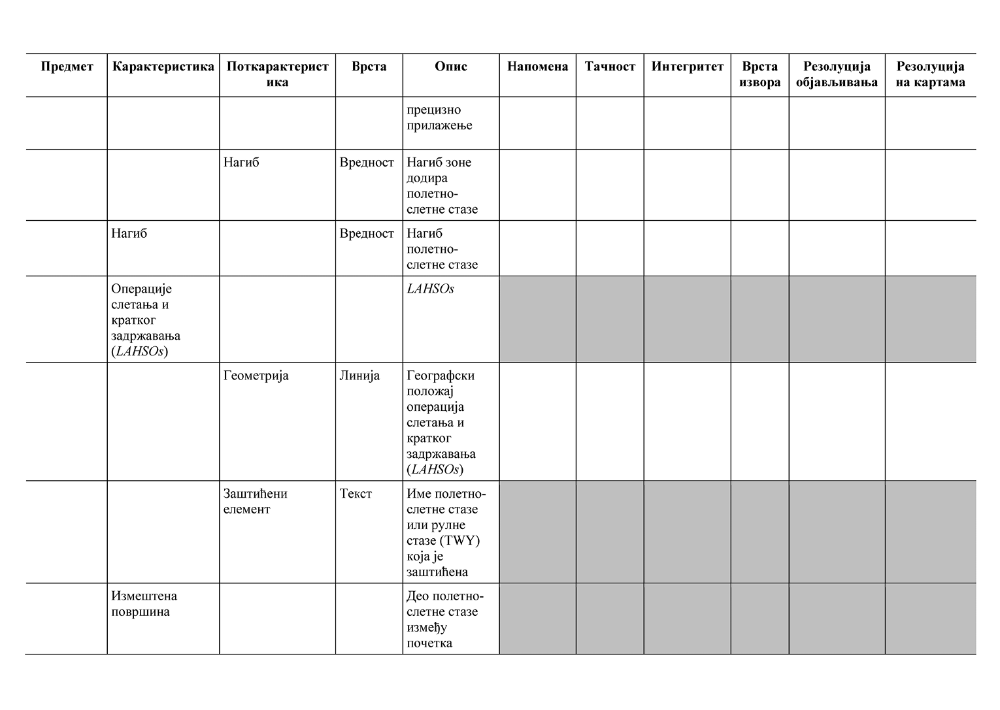 Предмет Карактеристика Поткарактерист Врста Опис Напомена Тачност Интегритет Врста Резолуција Резолуција
ика извора објављивања на картама
прецизно
прилажење
Нагиб Вредност Нагиб зоне
додира
полетно-
слетне стазе
Нагиб Вредност Нагиб
полетно-
слетне стазе
Операције LAHSOs
слетања и
кратког
задржавања
(LAHSOs)
Геометрија Линија Географски
положај
операција
слетања и
кратког
задржавања
(LAHSOs)
Заштићени Текст Име полетно-
елемент слетне стазе
или рулне
стазе (TWY)
која је
заштићена
Измештена Део полетно-
површина слетне стазе
између
почетка